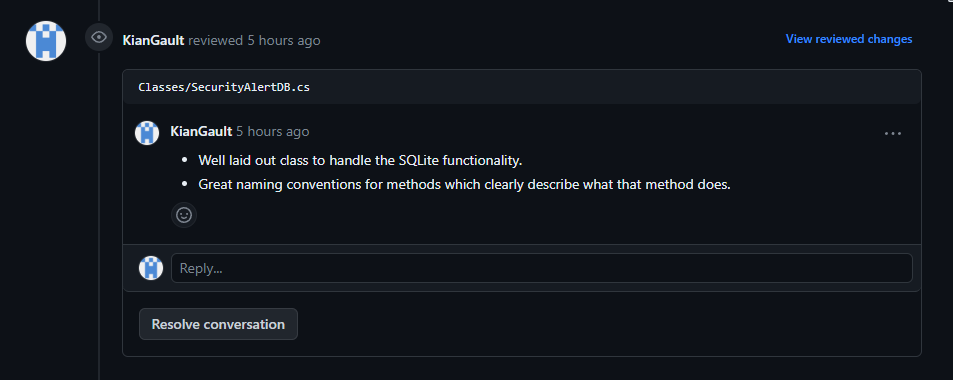 KianGault reviewed 5 hours ago
View reviewed changes
Classes/SecurityAlertDB.cs
KianGault 5 hours ago
• Well laid out class to handle the SQLite functionality.
• Great naming conventions for methods which clearly describe what that method does.
Reply...
Resolve conversation